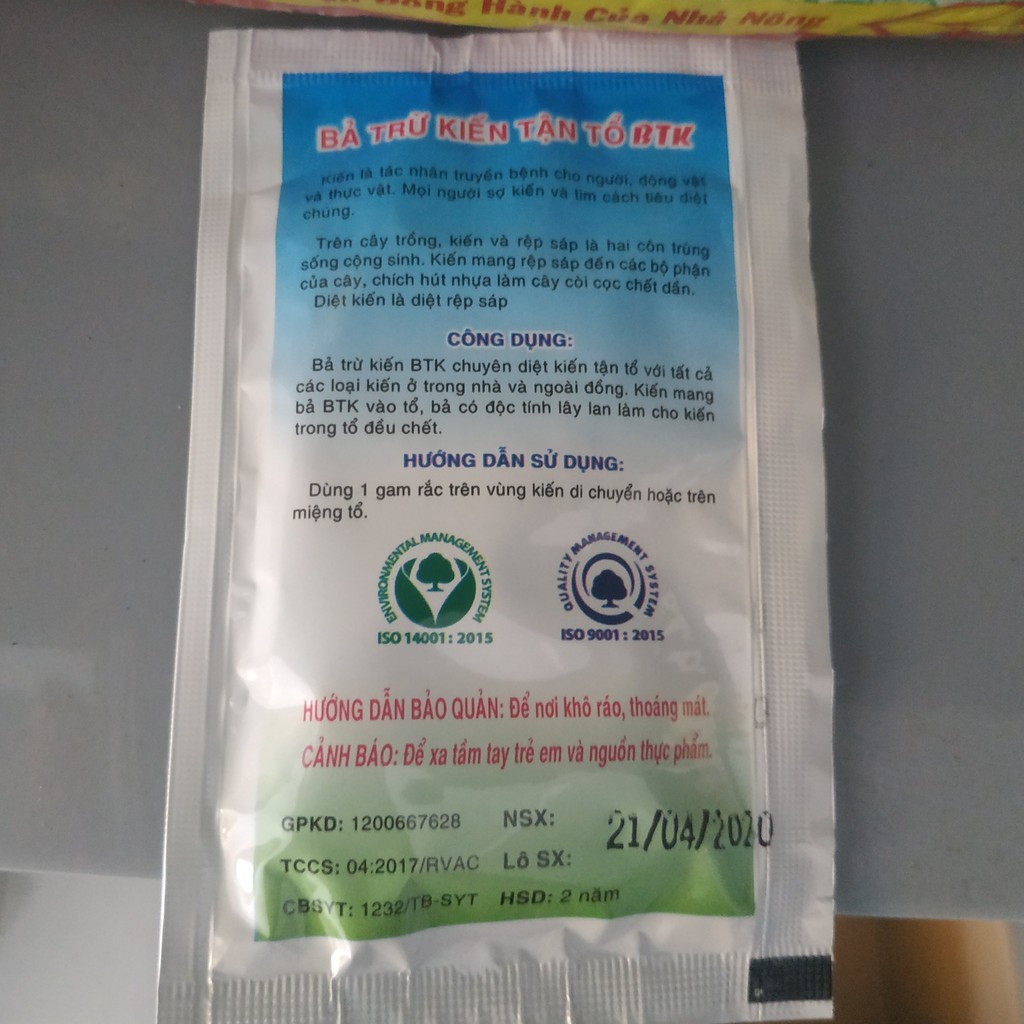 Đồng Hành Của Nhà Nông
BẢ TRỪ KIẾN TẬN TỔ BTK
Kiến là tác nhân truyền bệnh cho người, động vật
và thực vật. Mọi người sợ kiến và tìm cách tiêu diệt
chúng.
Trên cây trồng, kiến và rệp sáp là hai côn trùng
sống cộng sinh. Kiến mang rệp sáp đến các bộ phận
của cây, chích hút nhựa làm cây còi cọc chết dần.
Diệt kiến là diệt rệp sáp
CÔNG DỤNG:
Bả trừ kiến BTK chuyên diệt kiến tận tổ với tất cả
các loại kiến ở trong nhà và ngoài đồng. Kiến mang
bả BTK vào tổ, bả có độc tính lây lan làm cho kiến
trong tổ đều chết.
HƯỚNG DẪN SỬ DỤNG:
Dùng 1 gam rắc trên vùng kiến di chuyển hoặc trên
miệng tổ.
ENVIRONMENTAL MANAGEMENT SYSTEM
ISO 14001 : 2015
QUALITY MANAGEMENT SYSTEM
ISO 9001 : 2015
HƯỚNG DẪN BẢO QUẢN: Để nơi khô ráo, thoáng mát.
CẢNH BÁO: Để xa tầm tay trẻ em và nguồn thực phẩm.
GPKD: 1200667628 NSX: 21/04/2020
TCCS: 04:2017/RVAC Lô SX:
CBSYT: 1232/TB-SYT HSD: 2 năm